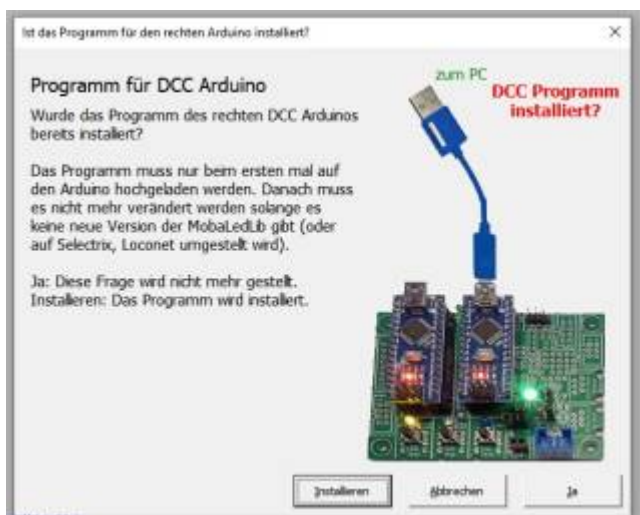 Ist das Programm für den rechten Arduino installiert?
Programm für DCC Arduino
Wurde das Programm des rechten DCC Arduinos
bereits installiert?
Das Programm muss nur beim ersten mal auf
den Arduino hochgeladen werden. Danach muss
es nicht mehr verändert werden solange es
keine neue Version der MobaLedLib gibt (oder
auf Selectrix, Loconet umgestellt wird).
Ja: Diese Frage wird nicht mehr gestellt.
Installieren: Das Programm wird installiert.
zum PC
DCC Programm
installiert?
Installieren
Abbrechen
Ja